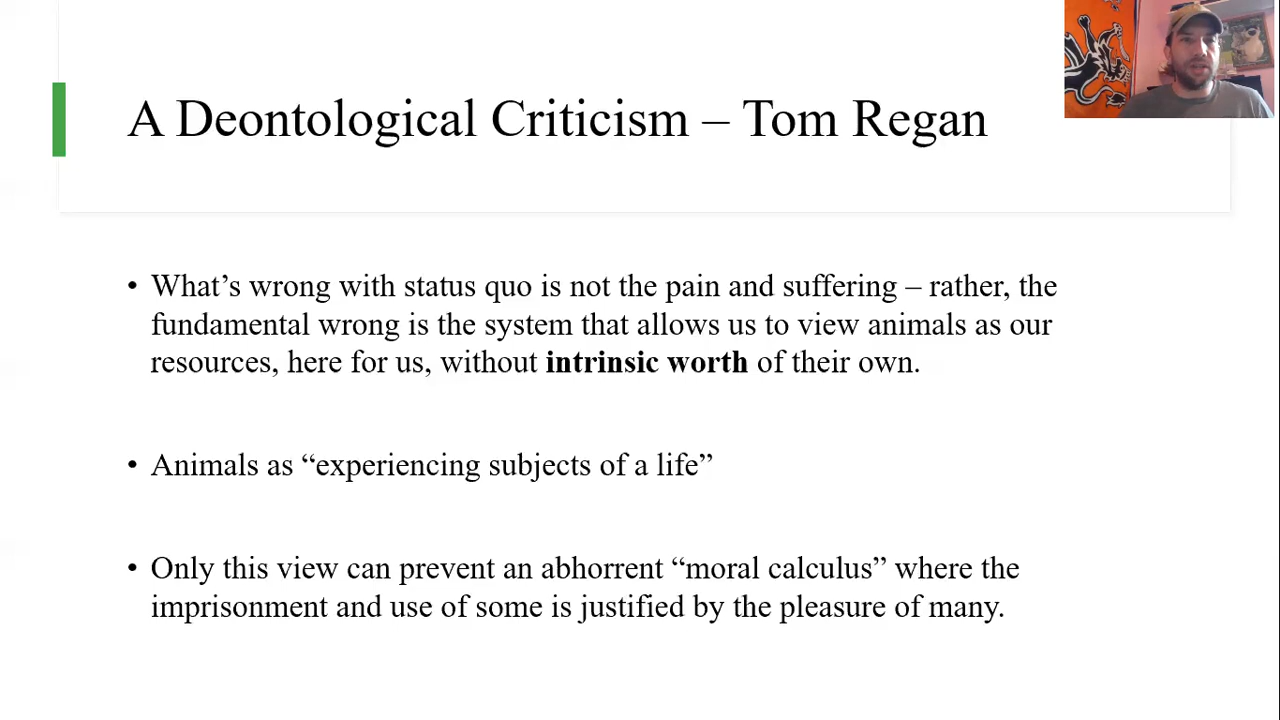 A Deontological Criticism – Tom Regan
• What’s wrong with status quo is not the pain and suffering – rather, the
fundamental wrong is the system that allows us to view animals as our
resources, here for us, without intrinsic worth of their own.
• Animals as “experiencing subjects of a life”
• Only this view can prevent an abhorrent “moral calculus” where the
imprisonment and use of some is justified by the pleasure of many.